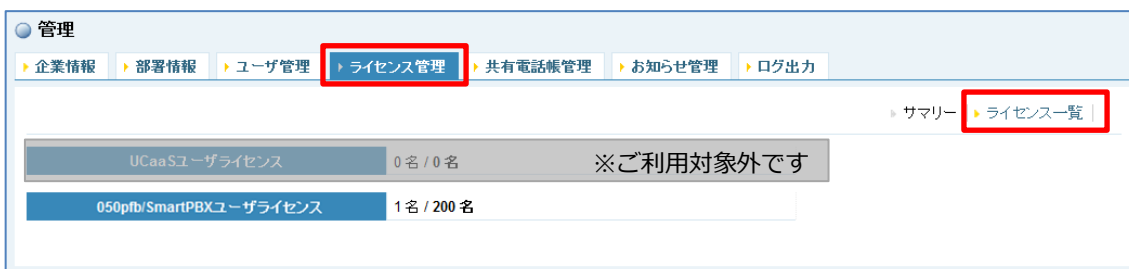 管理
企業情報 部署情報 ユーザ管理 ライセンス管理 共有電話帳管理 お知らせ管理 ログ出力
サマリー ライセンス一覧
UCaaSユーザライセンス 0名 / 0名 ※ご利用対象外です
050pfb/SmartPBXユーザライセンス 1名 / 200名